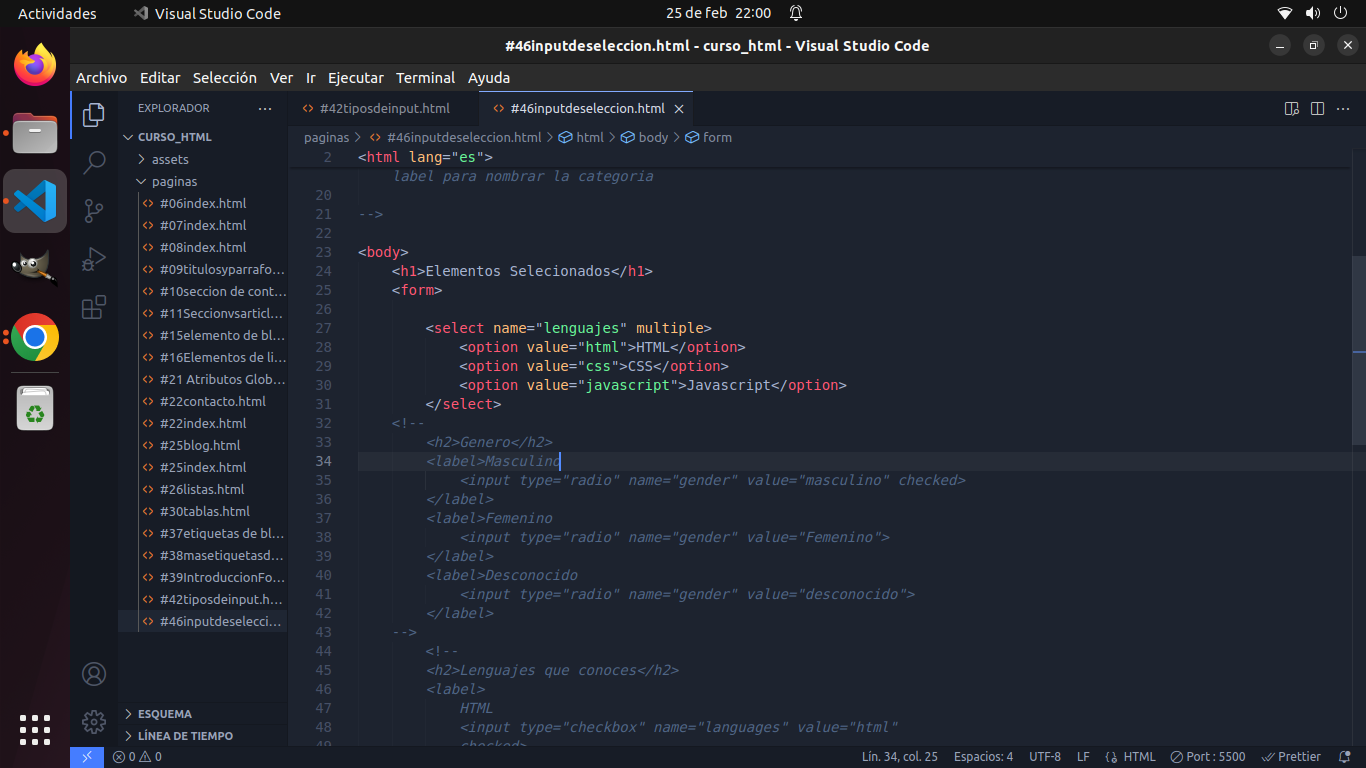 Actividades
Visual Studio Code
25 de feb 22:00
#46inputdeseleccion.html - curso_html - Visual Studio Code
Archivo Editar Selección Ver Ir Ejecutar Terminal Ayuda
EXPLORADOR
CURSO_HTML
assets
paginas
#06index.html
#07index.html
#08index.html
#09titulosyparrafo...
#10seccion de cont...
#11Seccionvsarticl...
#15elemento de bl...
#16Elementos de li...
#21 Atributos Glob...
#22contacto.html
#22index.html
#25blog.html
#25index.html
#26listas.html
#30tablas.html
#37etiquetas de bl...
#38masetiquetasd...
#39IntroduccionFo...
#42tiposdeinput.h...
#46inputdeselecci...
ESQUEMA
LÍNEA DE TIEMPO
#42tiposdeinput.html
#46inputdeseleccion.html
paginas > #46inputdeseleccion.html > html > body > form
2 <html lang="es">
label para nombrar la categoria
20
21 -->
22
23 <body>
24 <h1>Elementos Selecionados</h1>
25 <form>
26
27 <select name="lenguajes" multiple>
28 <option value="html">HTML</option>
29 <option value="css">CSS</option>
30 <option value="javascript">Javascript</option>
31 </select>
32 <!--
33 <h2>Genero</h2>
34 <label>Masculino
35 <input type="radio" name="gender" value="masculino" checked>
36 </label>
37 <label>Femenino
38 <input type="radio" name="gender" value="Femenino">
39 </label>
40 <label>Desconocido
41 <input type="radio" name="gender" value="desconocido">
42 </label>
43 -->
44 <!--
45 <h2>Lenguajes que conoces</h2>
46 <label>
47 HTML
48 <input type="checkbox" name="languages" value="html"
49 checked>
0 0
Lín. 34, col. 25 Espacios: 4 UTF-8 LF HTML Port : 5500 Prettier